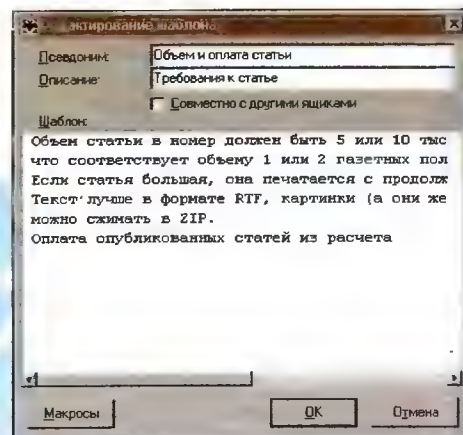 актирование шаблона
Псевдоним: Объем и оплата статьи
Описание: Требования к статье
Совместно с другими ящиками
Шаблон:
Объем статьи в номер должен быть 5 или 10 тыс
что соответствует объему 1 или 2 газетных пол
Если статья большая, она печатается с продолж
Текст лучше в формате RTF, картинки (а они же
можно сжимать в ZIP.
Оплата опубликованных статей из расчета
Макросы OK Отмена